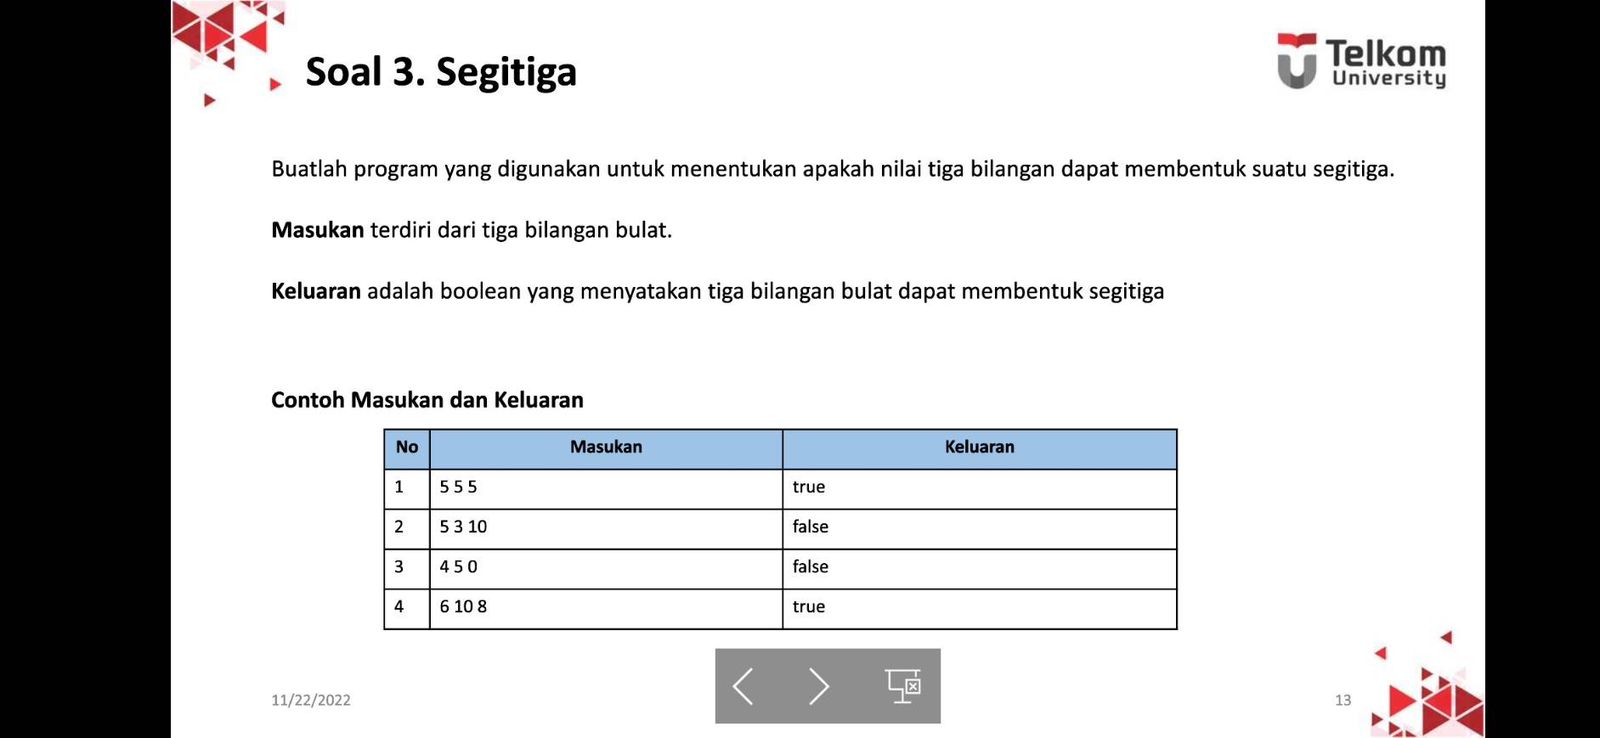 Soal 3. Segitiga
Telkom
University
Buatlah program yang digunakan untuk menentukan apakah nilai tiga bilangan dapat membentuk suatu segitiga.
Masukan terdiri dari tiga bilangan bulat.
Keluaran adalah boolean yang menyatakan tiga bilangan bulat dapat membentuk segitiga
Contoh Masukan dan Keluaran
No Masukan Keluaran
1 5 5 5 true
2 5 3 10 false
3 4 5 0 false
4 6 10 8 true
11/22/2022
13